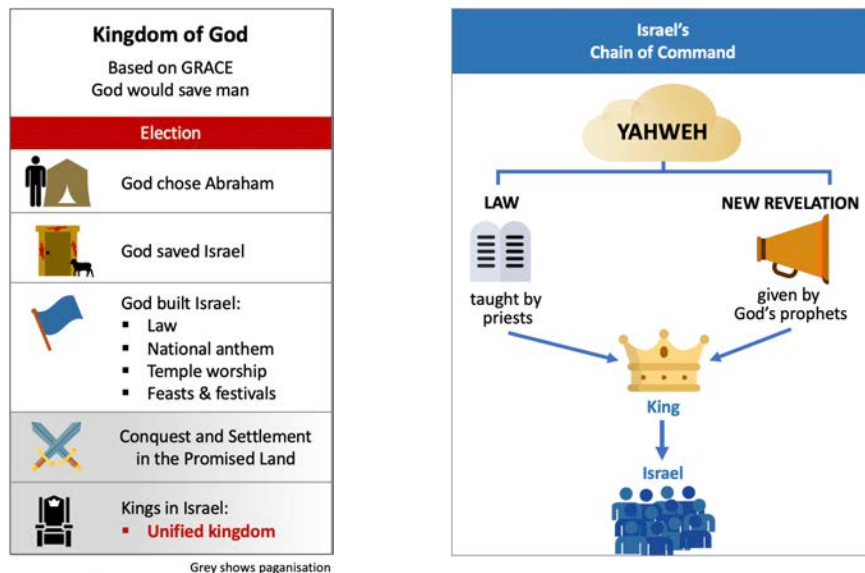 Kingdom of God
Based on GRACE
God would save man
Election
God chose Abraham
God saved Israel
God built Israel:
▪ Law
▪ National anthem
▪ Temple worship
▪ Feasts & festivals
Conquest and Settlement
in the Promised Land
Kings in Israel:
▪ Unified kingdom
Grey shows paganisation
Israel's
Chain of Command
YAHWEH
LAW
taught by
priests
NEW REVELATION
given by
God's prophets
King
Israel